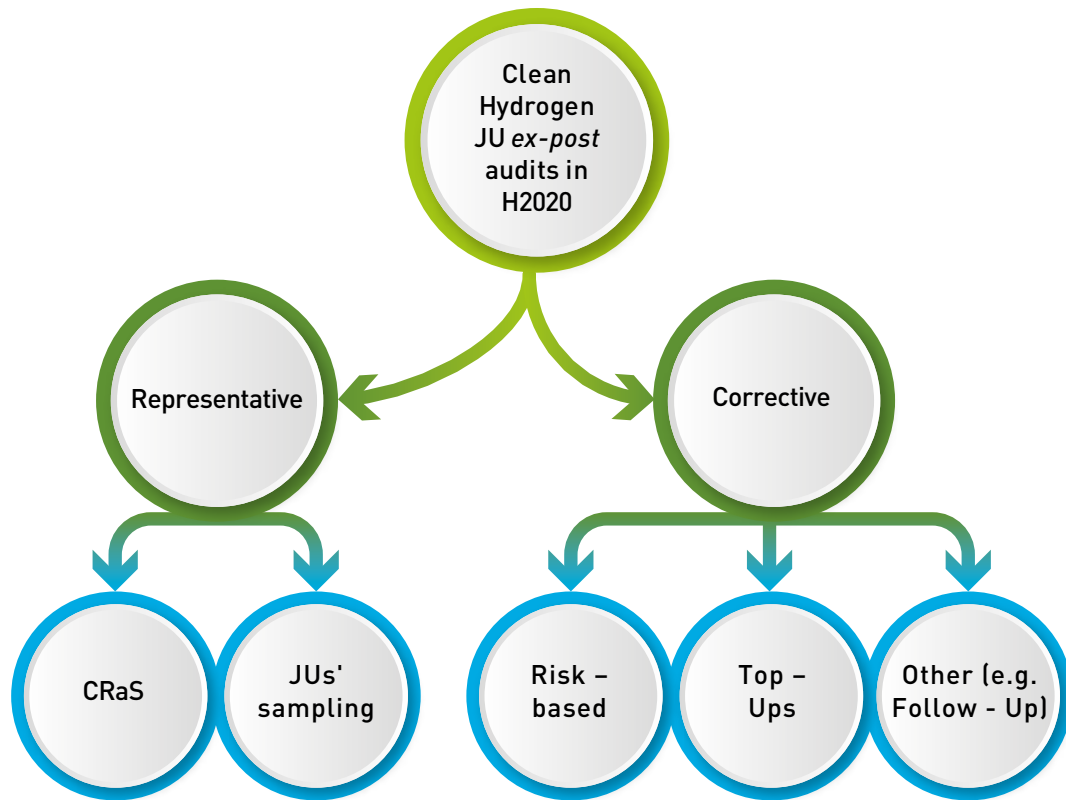 Clean
Hydrogen
JU ex-post
audits in
H2020
Representative
Corrective
CRaS
JUs'
sampling
Risk –
based
Top –
Ups
Other (e.g.
Follow - Up)